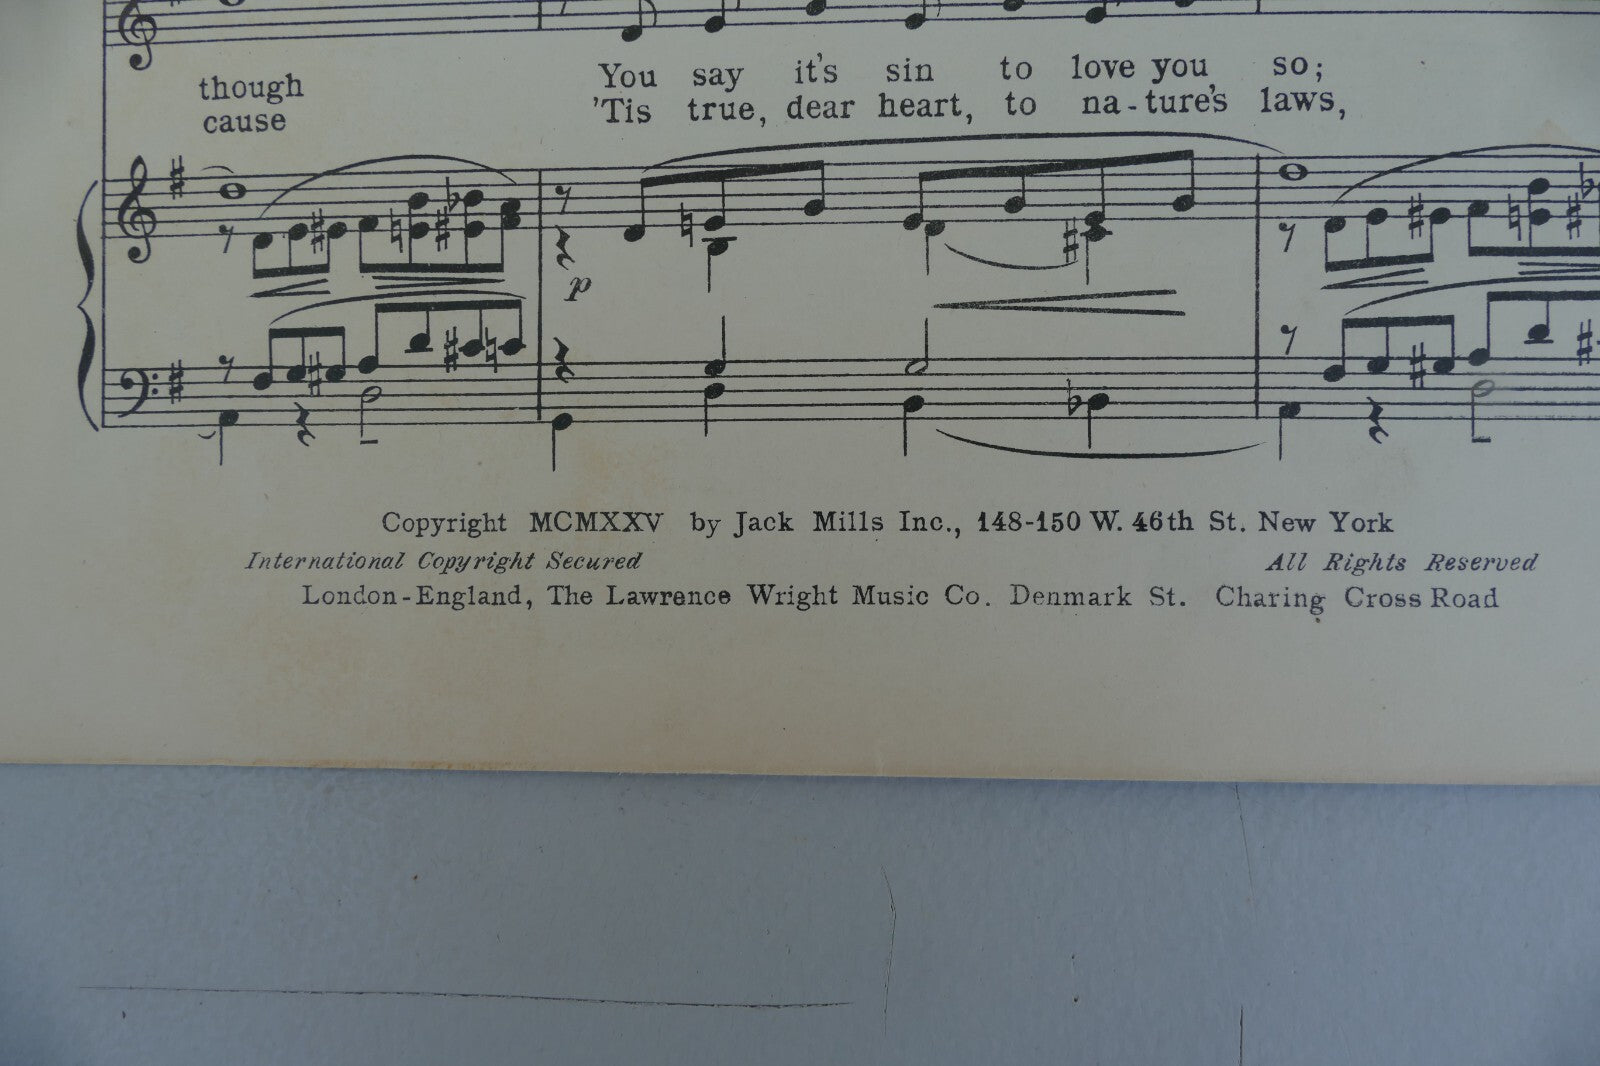 though You say it's sin to love you so;
cause 'Tis true, dear heart, to na-ture's laws,
p
Copyright MCMXXV by Jack Mills Inc., 148-150 W. 46th St. New York
International Copyright Secured All Rights Reserved
London-England, The Lawrence Wright Music Co. Denmark St. Charing Cross Road